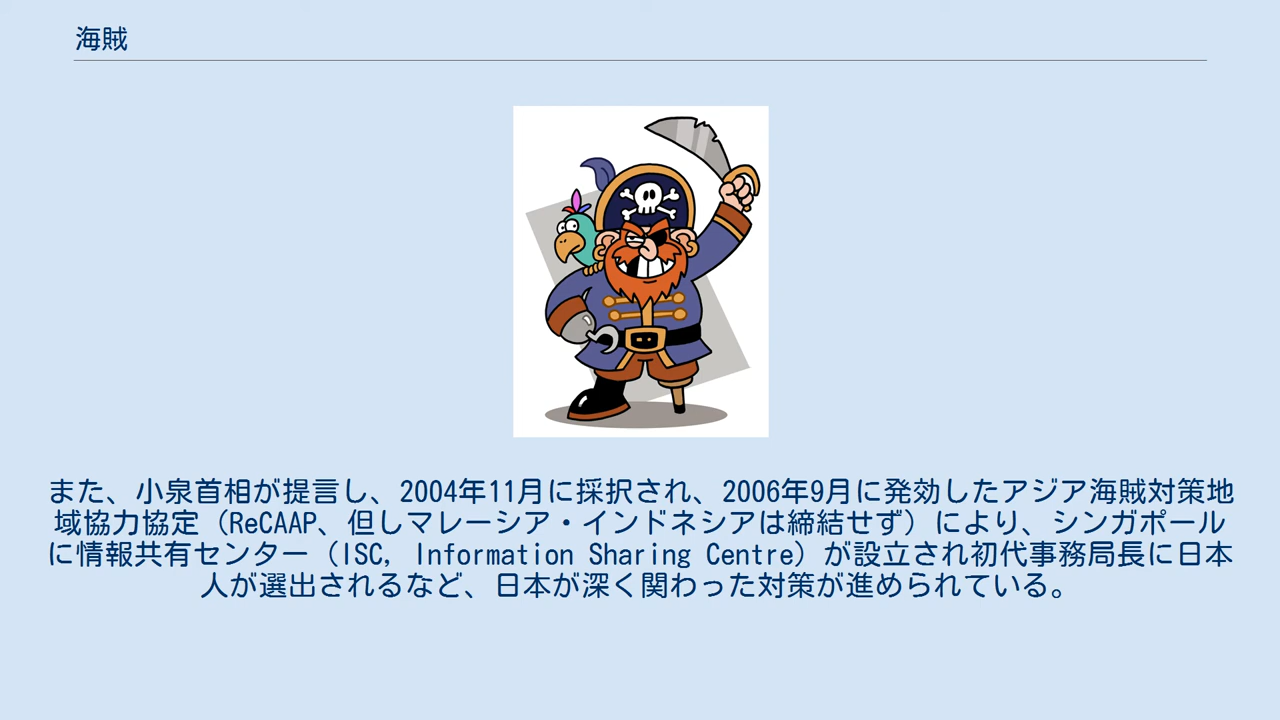 海賊
また、小泉首相が提言し、2004年11月に採択され、2006年9月に発効したアジア海賊対策地
域協力協定（ReCAAP、但しマレーシア・インドネシアは締結せず）により、シンガポール
に情報共有センター（ISC, Information Sharing Centre）が設立され初代事務局長に日本
人が選出されるなど、日本が深く関わった対策が進められている。